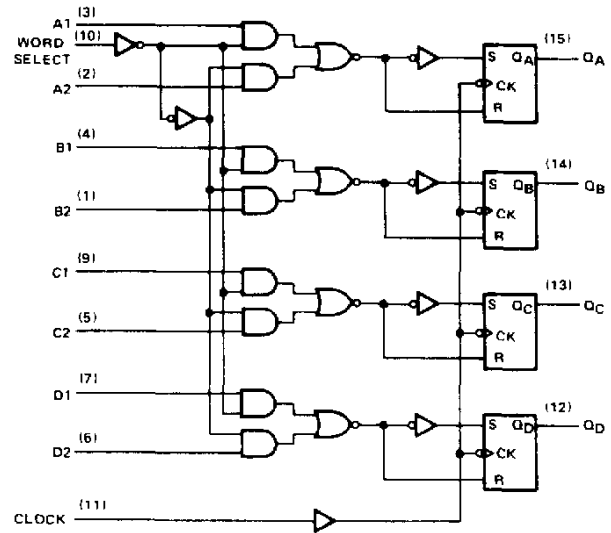 A1 (3)
WORD SELECT (10)
A2 (2)
S QA (15) QA
CK
R
B1 (4)
B2 (1)
S QB (14) QB
CK
R
C1 (9)
C2 (5)
S QC (13) QC
CK
R
D1 (7)
D2 (6)
S QD (12) QD
CK
R
CLOCK (11)